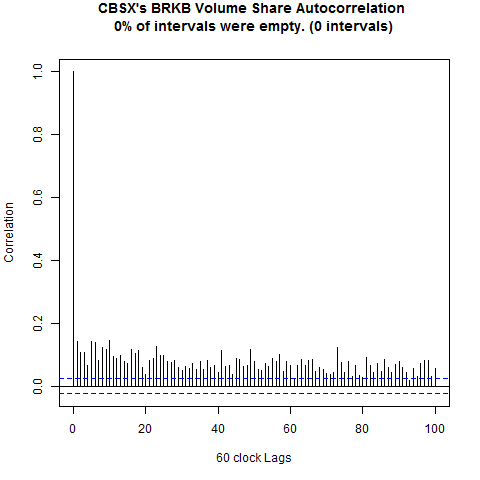 CBSX's BRKB Volume Share Autocorrelation
0% of intervals were empty. (0 intervals)
Correlation
1.0
0.8
0.6
0.4
0.2
0.0
0 20 40 60 80 100
60 clock Lags